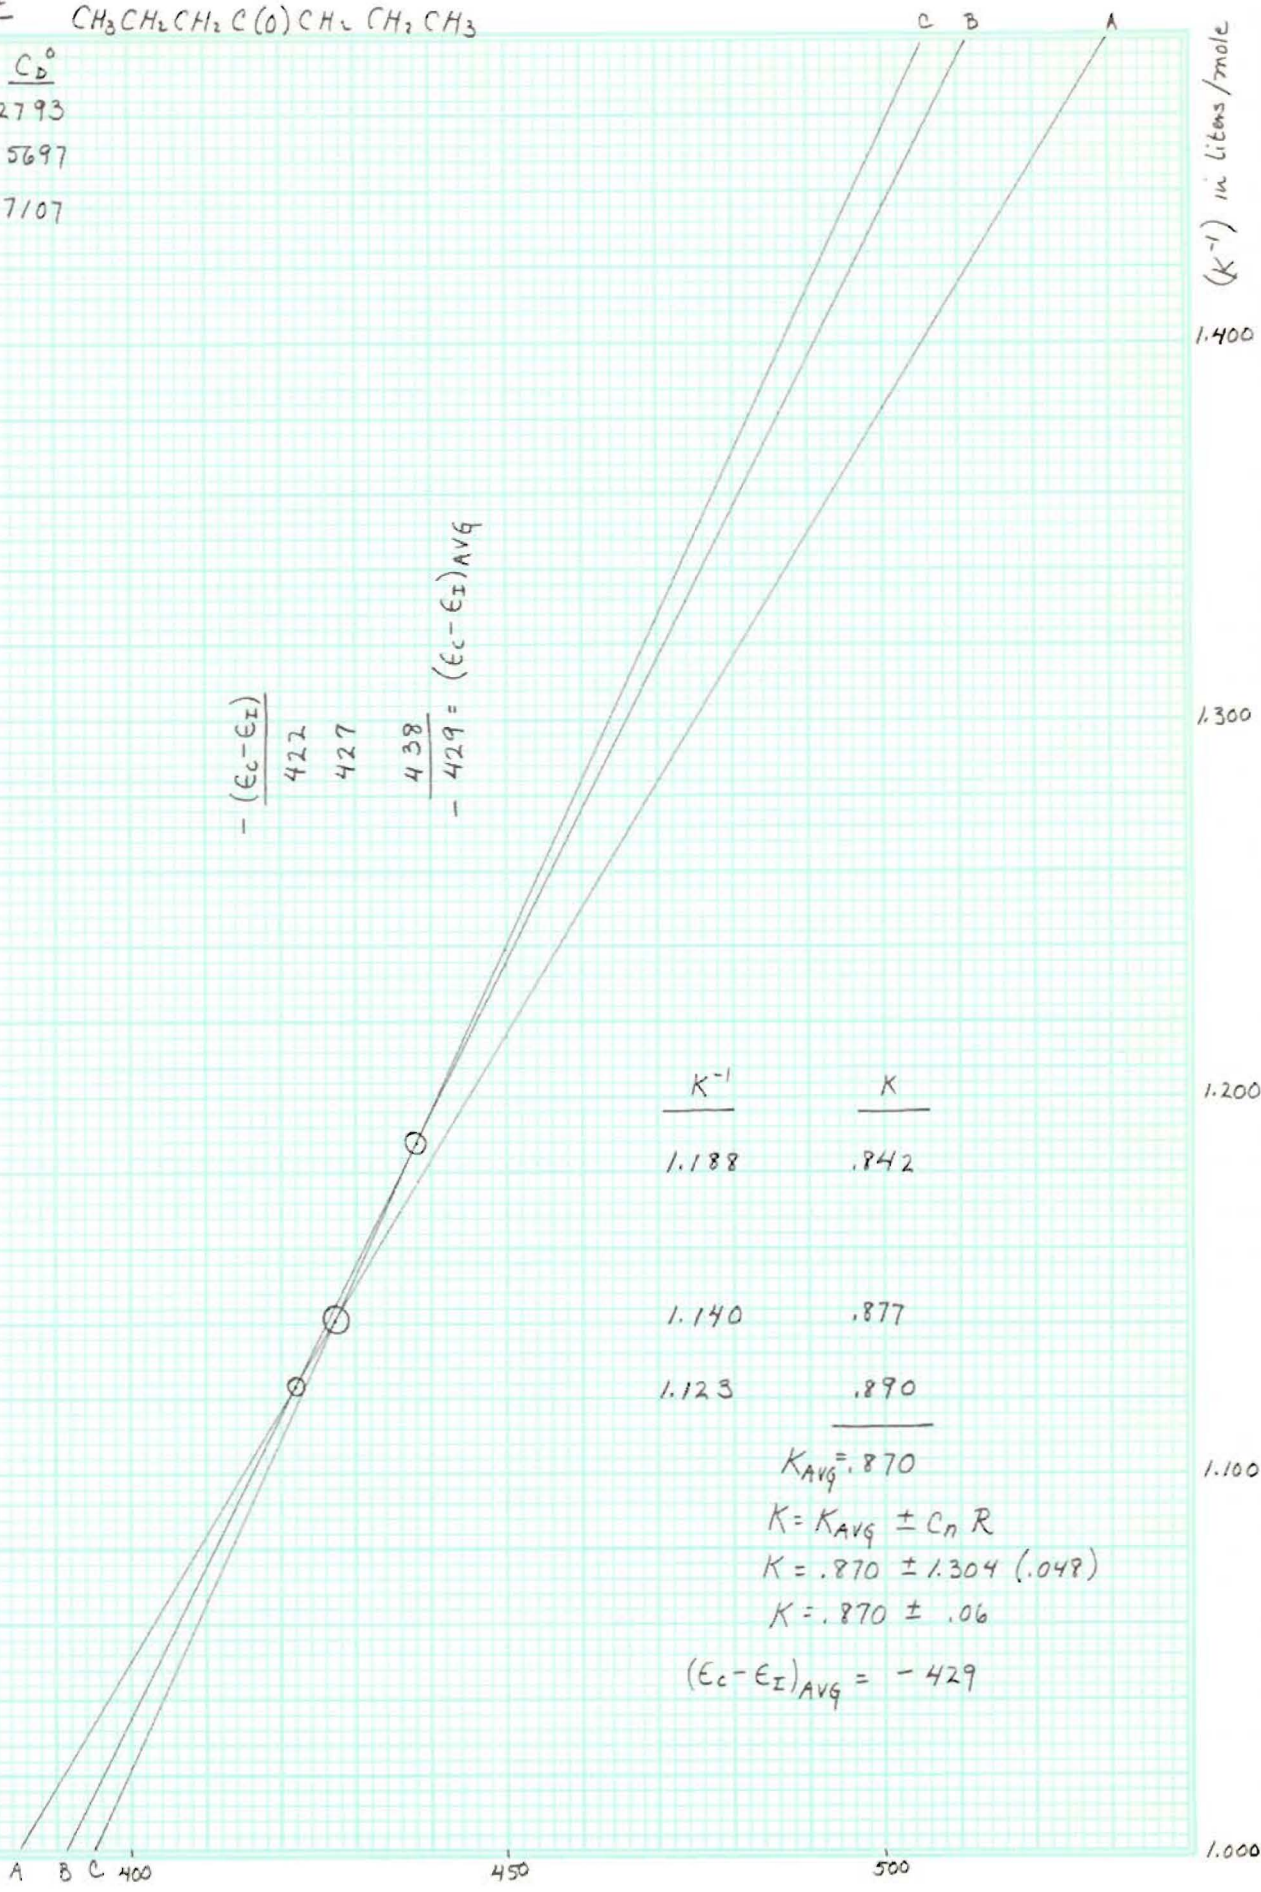 CH3CH2CH2C(O)CH2CH2CH3
C B A
CD°
2793
5697
7107
(K⁻¹) in liters/mole
1.400
1.300
1.200
1.100
1.000
-(ϵC-ϵI)
422
427
438
-429 = (ϵC-ϵI)AVG
K⁻¹ K
1.188 .842
1.140 .877
1.123 .890
KAVG=.870
K=KAVG ± Cn R
K=.870 ± 1.304 (.048)
K=.870 ± .06
(ϵC-ϵI)AVG = -429
A B C 400 450 500